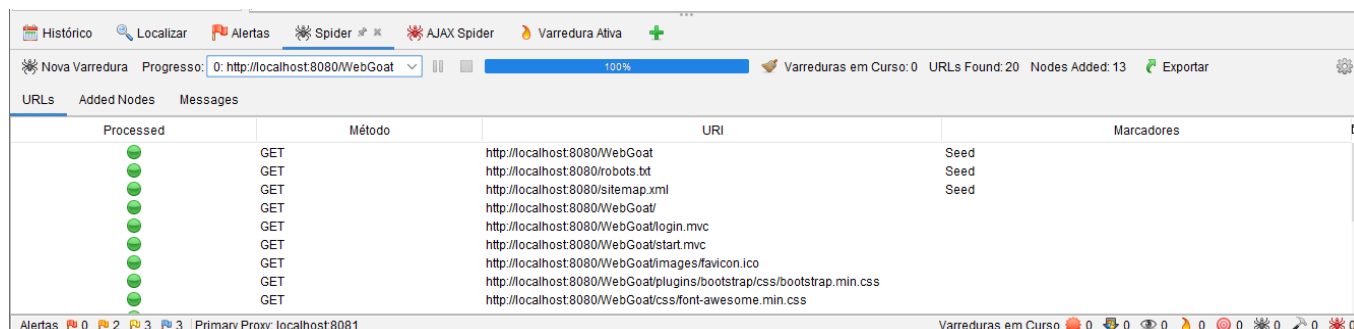 Histórico Localizar Alertas Spider AJAX Spider Varredura Ativa
Nova Varredura Progresso: 0: http://localhost:8080/WebGoat 100% Varreduras em Curso: 0 URLs Found: 20 Nodes Added: 13 Exportar
URLs Added Nodes Messages
Processed Método URI Marcadores
GET http://localhost:8080/WebGoat Seed
GET http://localhost:8080/robots.txt Seed
GET http://localhost:8080/sitemap.xml Seed
GET http://localhost:8080/WebGoat/
GET http://localhost:8080/WebGoat/login.mvc
GET http://localhost:8080/WebGoat/start.mvc
GET http://localhost:8080/WebGoat/images/favicon.ico
GET http://localhost:8080/WebGoat/plugins/bootstrap/css/bootstrap.min.css
GET http://localhost:8080/WebGoat/css/font-awesome.min.css
Alertas 0 2 3 3 Primary Proxy: localhost:8081 Varreduras em Curso 0 0 0 0 0 0 0 0